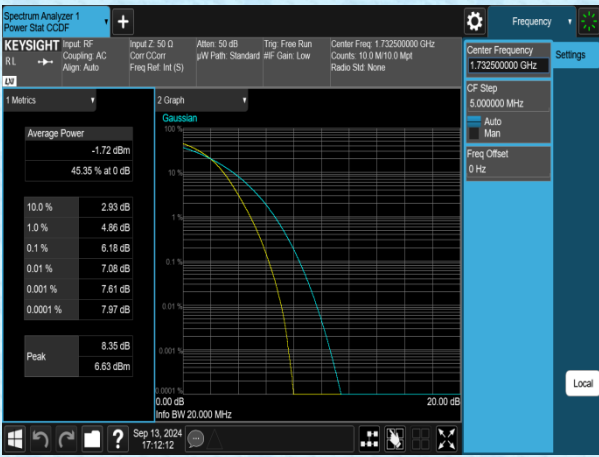 Spectrum Analyzer 1
Power Stat CCDF
+
Frequency
KEYSIGHT
RL
LXI
Input: RF
Coupling: AC
Align: Auto
Input Z: 50 Ω
Corr CCorr
Freq Ref: Int (S)
Atten: 50 dB
µW Path: Standard
Trig: Free Run
#IF Gain: Low
Center Freq: 1.732500000 GHz
Counts: 10.0 M/10.0 Mpt
Radio Std: None
Center Frequency
1.732500000 GHz
Settings
CF Step
5.000000 MHz
Auto
Man
Freq Offset
0 Hz
1 Metrics
Average Power
-1.72 dBm
45.35 % at 0 dB
10.0 % 2.93 dB
1.0 % 4.86 dB
0.1 % 6.18 dB
0.01 % 7.08 dB
0.001 % 7.61 dB
0.0001 % 7.97 dB
Peak
8.35 dB
6.63 dBm
2 Graph
Gaussian
100 %
10 %
1 %
0.1 %
0.01 %
0.001 %
0.0001 %
0.00 dB 20.00 dB
Info BW 20.000 MHz
Local
?
Sep 13, 2024
17:12:12